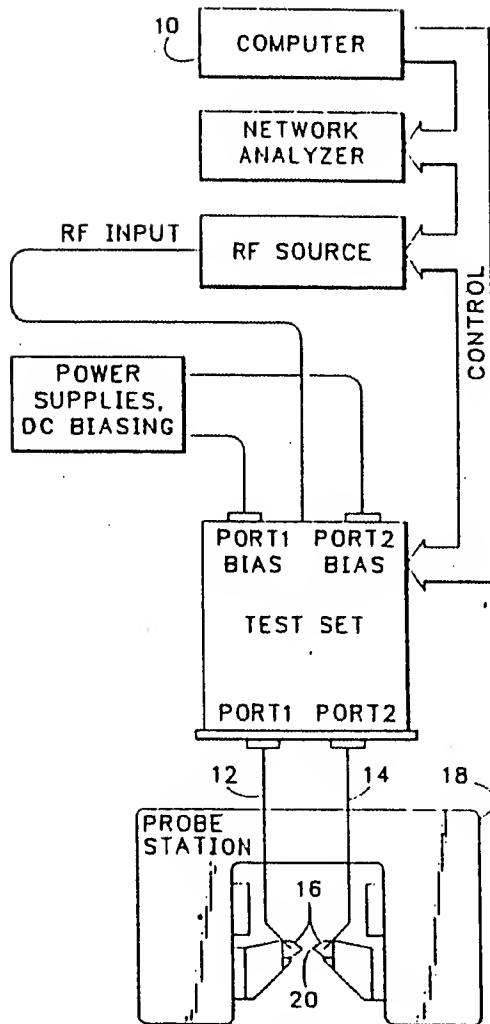 10
COMPUTER
NETWORK
ANALYZER
RF INPUT
RF SOURCE
CONTROL
POWER
SUPPLIES,
DC BIASING
PORT1 PORT2
BIAS BIAS
TEST SET
PORT1 PORT2
12 14 18
PROBE
STATION
16
20